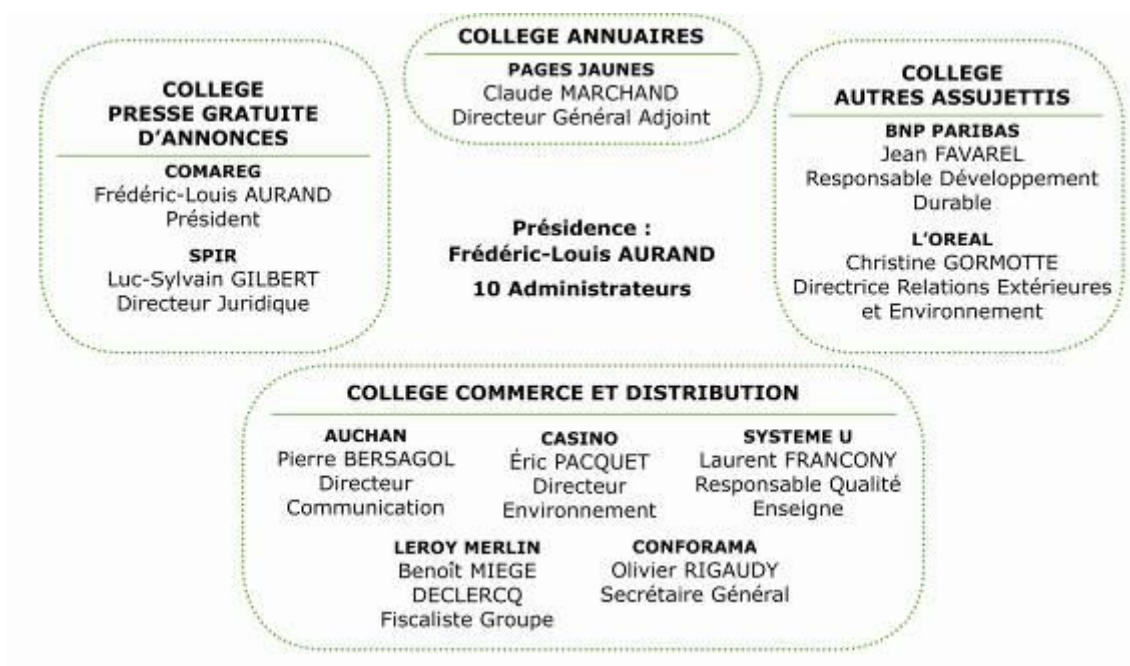 COLLEGE
PRESSE GRATUITE
D'ANNONCES
COMAREG
Frédéric-Louis AURAND
Président
SPIR
Luc-Sylvain GILBERT
Directeur Juridique
COLLEGE ANNUAIRES
PAGES JAUNES
Claude MARCHAND
Directeur Général Adjoint
COLLEGE
AUTRES ASSUJETTIS
BNP PARIBAS
Jean FAVAREL
Responsable Développement
Durable
L'OREAL
Christine GORMOTTE
Directrice Relations Extérieures
et Environnement
Présidence :
Frédéric-Louis AURAND
10 Administrateurs
COLLEGE COMMERCE ET DISTRIBUTION
AUCHAN
Pierre BERSAGOL
Directeur
Communication
CASINO
Éric PACQUET
Directeur
Environnement
SYSTEME U
Laurent FRANCONY
Responsable Qualité
Enseigne
LEROY MERLIN
Benoît MIEGE
DECLERCQ
Fiscaliste Groupe
CONFORAMA
Olivier RIGAUDY
Secrétaire Général